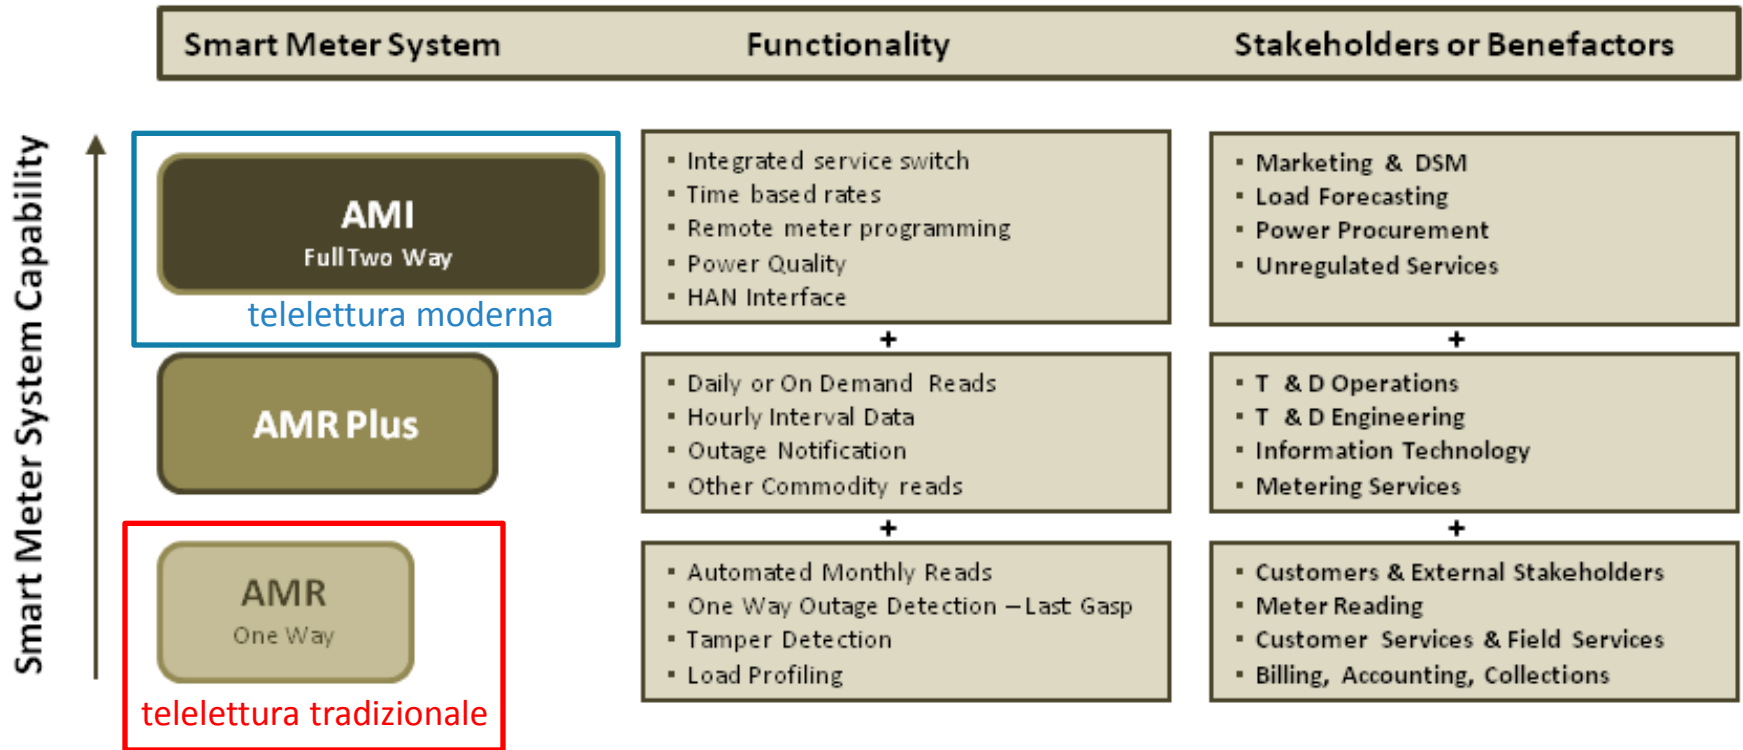 Smart Meter System
Functionality
Stakeholders or Benefactors
Smart Meter System Capability
AMI
Full Two Way
telelettura moderna
▪ Integrated service switch
▪ Time based rates
▪ Remote meter programming
▪ Power Quality
▪ HAN Interface
▪ Marketing & DSM
▪ Load Forecasting
▪ Power Procurement
▪ Unregulated Services
+
+
AMR Plus
▪ Daily or On Demand Reads
▪ Hourly Interval Data
▪ Outage Notification
▪ Other Commodity reads
▪ T & D Operations
▪ T & D Engineering
▪ Information Technology
▪ Metering Services
+
+
AMR
One Way
telelettura tradizionale
▪ Automated Monthly Reads
▪ One Way Outage Detection – Last Gasp
▪ Tamper Detection
▪ Load Profiling
▪ Customers & External Stakeholders
▪ Meter Reading
▪ Customer Services & Field Services
▪ Billing, Accounting, Collections